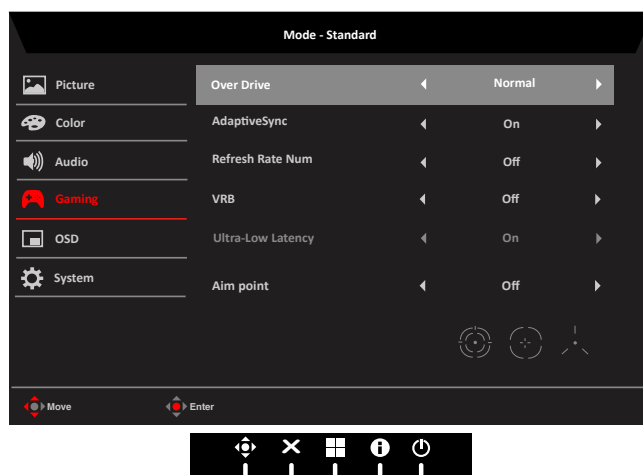 Mode - Standard
Picture
Over Drive Normal
Color
AdaptiveSync On
Audio
Refresh Rate Num Off
Gaming
VRB Off
OSD
Ultra-Low Latency On
System
Aim point Off
Move Enter